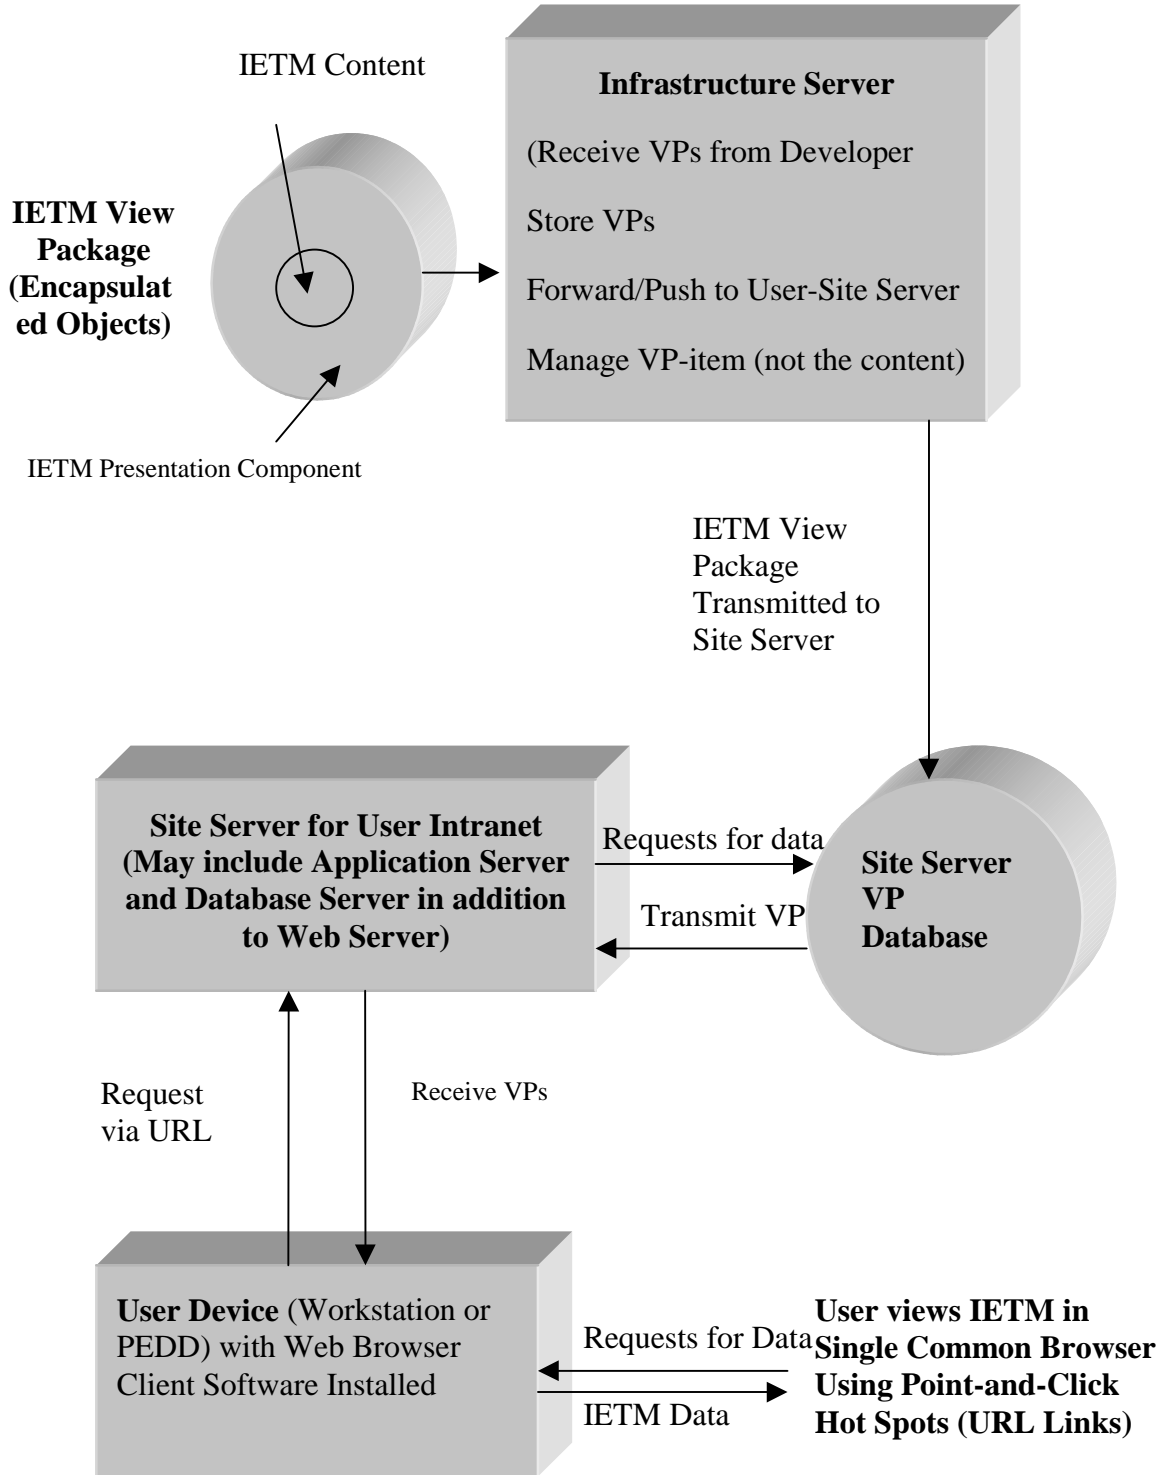 IETM Content
IETM View
Package
(Encapsulat
ed Objects)
IETM Presentation Component
Infrastructure Server
(Receive VPs from Developer
Store VPs
Forward/Push to User-Site Server
Manage VP-item (not the content)
IETM View
Package
Transmitted to
Site Server
Site Server for User Intranet
(May include Application Server
and Database Server in addition
to Web Server)
Requests for data
Transmit VP
Site Server
VP
Database
Request
via URL
Receive VPs
User Device (Workstation or
PEDD) with Web Browser
Client Software Installed
Requests for Data
IETM Data
User views IETM in
Single Common Browser
Using Point-and-Click
Hot Spots (URL Links)